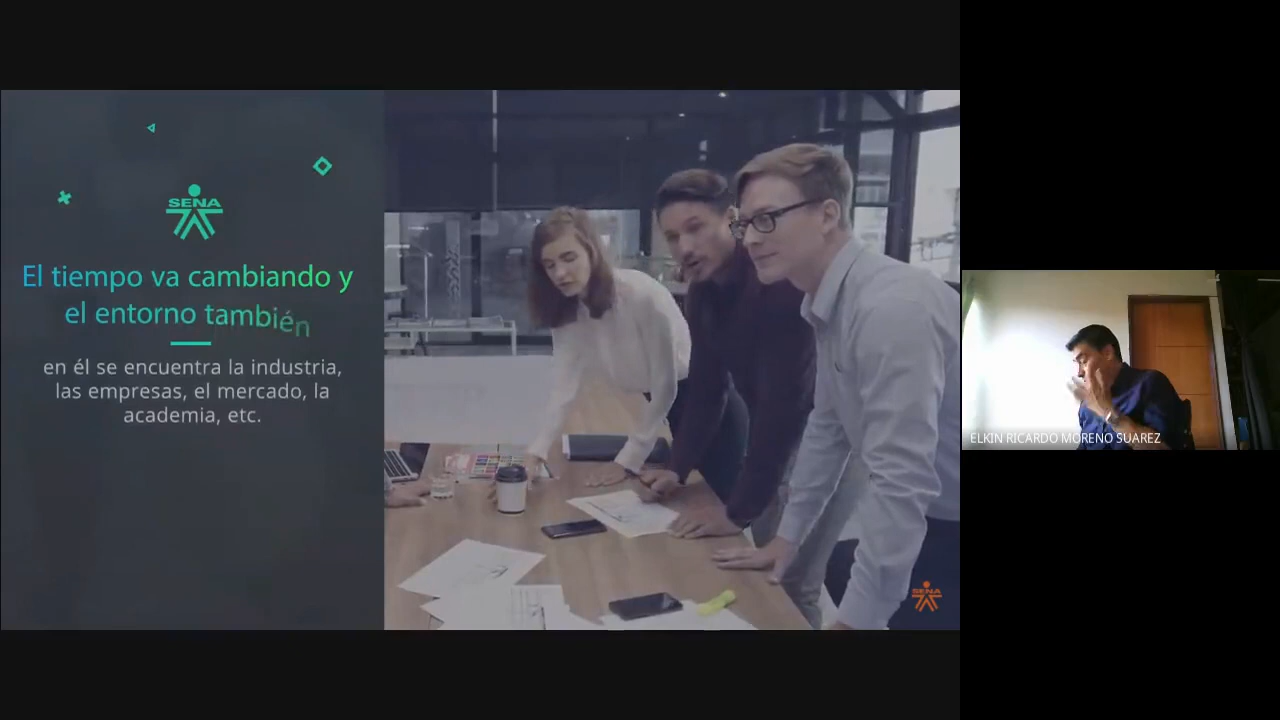 SENA
El tiempo va cambiando y
el entorno también
en él se encuentra la industria,
las empresas, el mercado, la
academia, etc.
SENA
ELKIN RICARDO MORENO SUAREZ